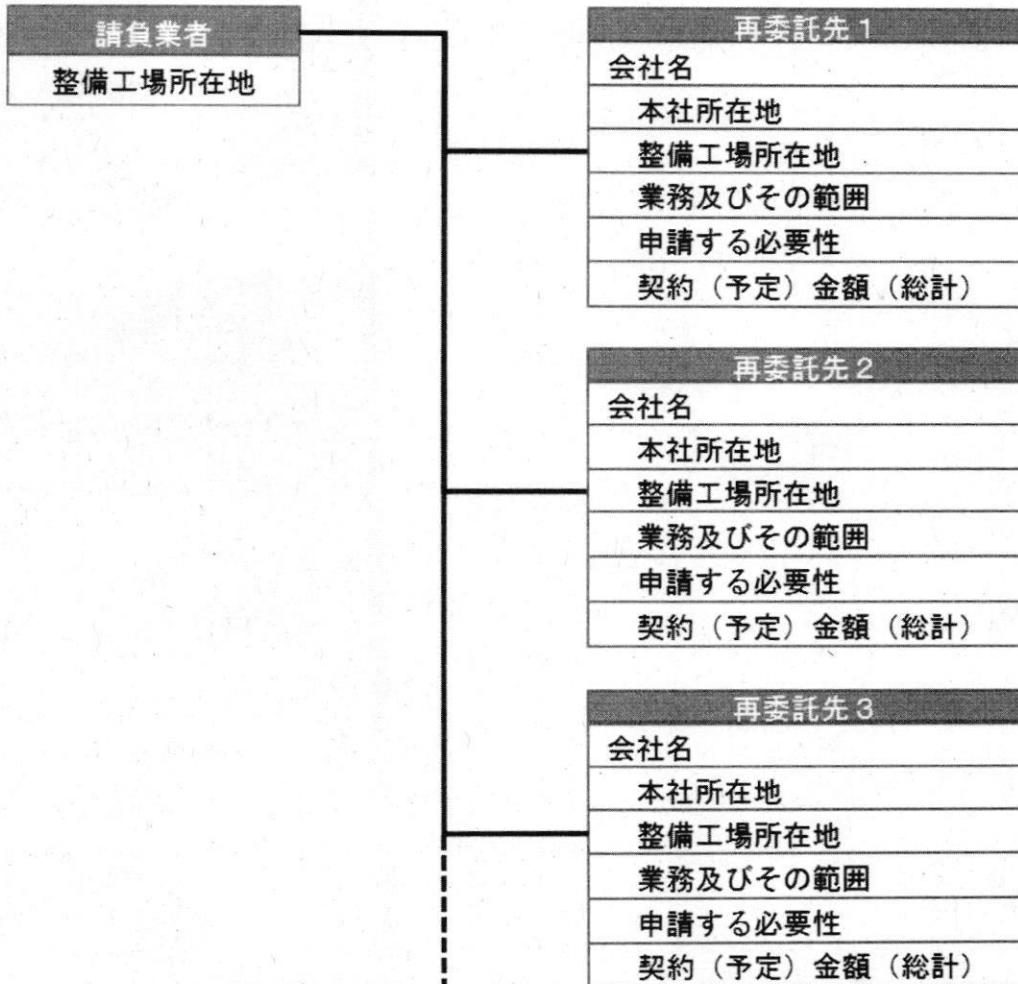 請負業者
整備工場所在地
再委託先1
会社名
本社所在地
整備工場所在地
業務及びその範囲
申請する必要性
契約（予定）金額（総計）
再委託先2
会社名
本社所在地
整備工場所在地
業務及びその範囲
申請する必要性
契約（予定）金額（総計）
再委託先3
会社名
本社所在地
整備工場所在地
業務及びその範囲
申請する必要性
契約（予定）金額（総計）